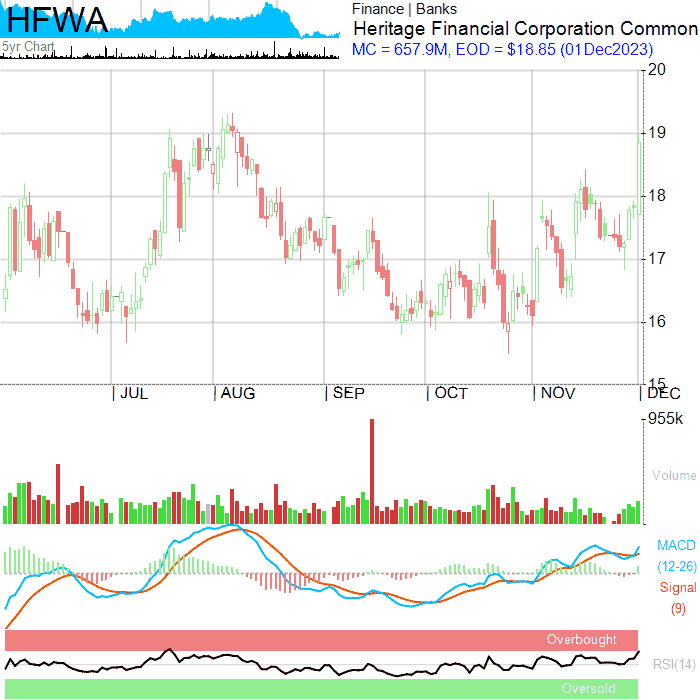 HFWA
5yr Chart
Finance | Banks
Heritage Financial Corporation Common
MC = 657.9M, EOD = $18.85 (01Dec2023)
20
19
18
17
16
15
| JUL | AUG | SEP | OCT | NOV | DEC
955k
Volume
MACD
(12-26)
Signal
(9)
Overbought
RSI(14)
Oversold